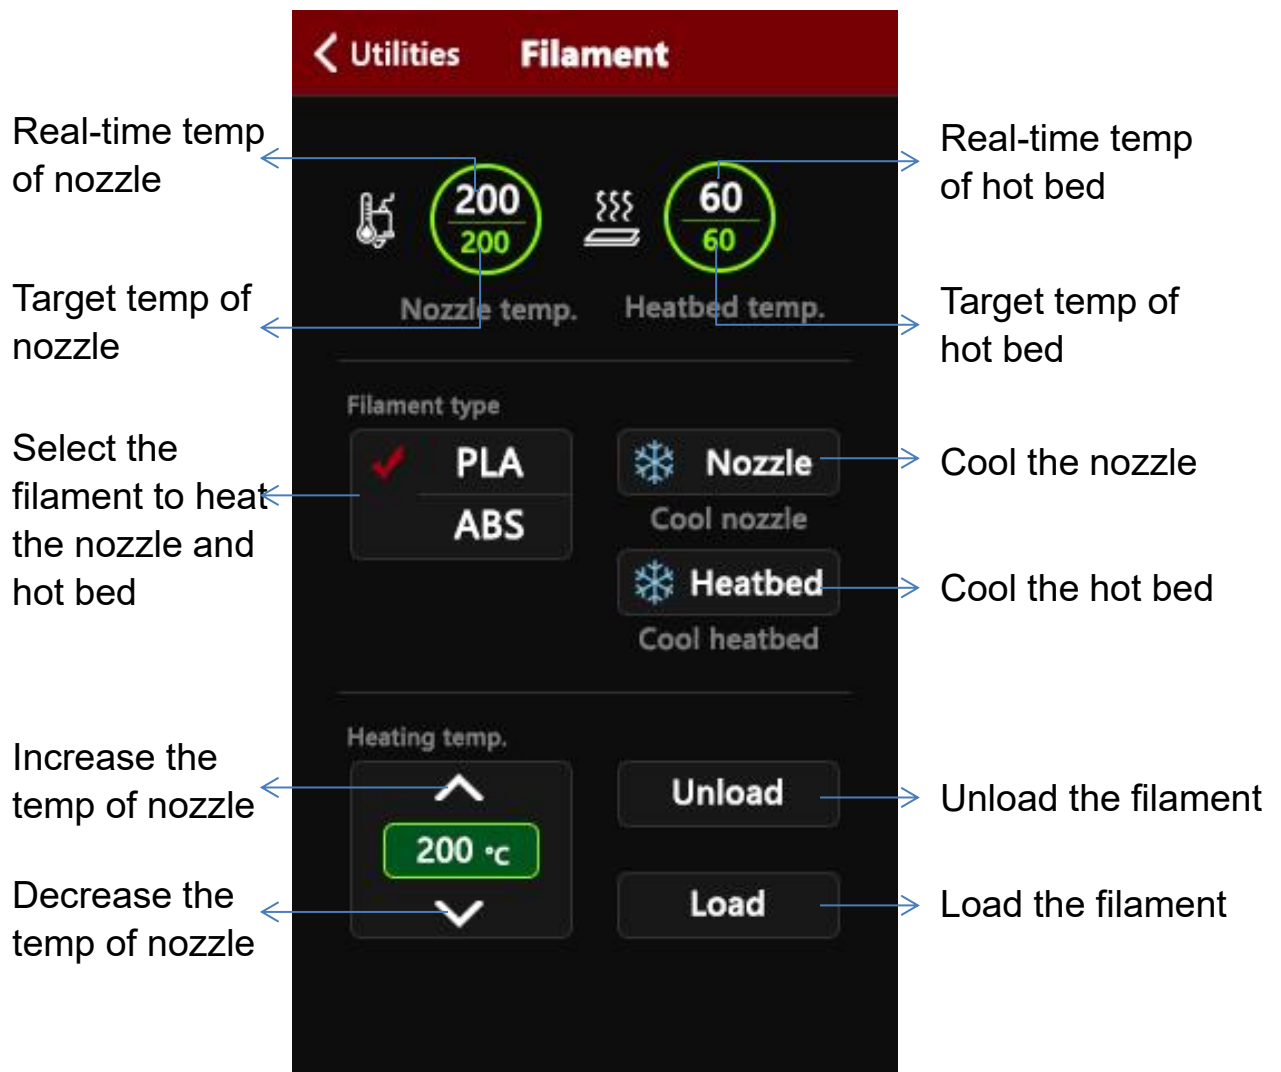 Utilities Filament
Real-time temp
of nozzle
Real-time temp
of hot bed
200
200
60
60
Nozzle temp.
Heatbed temp.
Target temp of
nozzle
Target temp of
hot bed
Filament type
PLA
ABS
Select the
filament to heat
the nozzle and
hot bed
Nozzle
Cool nozzle
Cool the nozzle
Heatbed
Cool heatbed
Cool the hot bed
Heating temp.
200 °C
Increase the
temp of nozzle
Decrease the
temp of nozzle
Unload
Unload the filament
Load
Load the filament